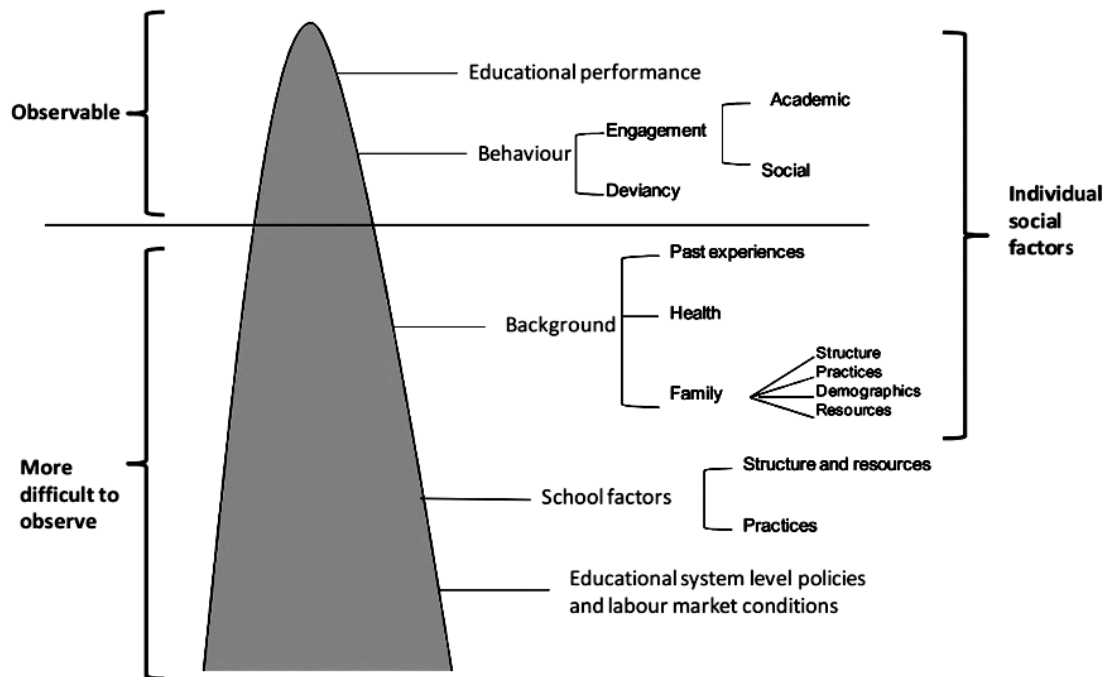 Educational performance
Observable
Academic
Engagement
Behaviour
Social
Deviancy
Individual
social
factors
Past experiences
Background
Health
Structure
Practices
Family
Demographics
Resources
More
difficult to
observe
Structure and resources
School factors
Practices
Educational system level policies
and labour market conditions